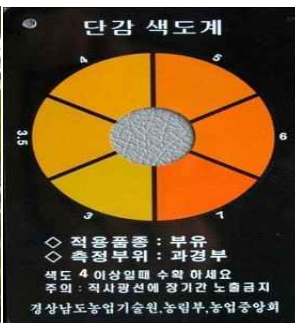 단감 색도계
4 5
3.5 6
3 7
◇ 적용품종 : 부유
◇ 측정부위 : 과경부
색도 4 이상일때 수확 하세요
주의 : 직사광선에 장기간 노출금지
경상남도농업기술원,농림부,농업중앙회